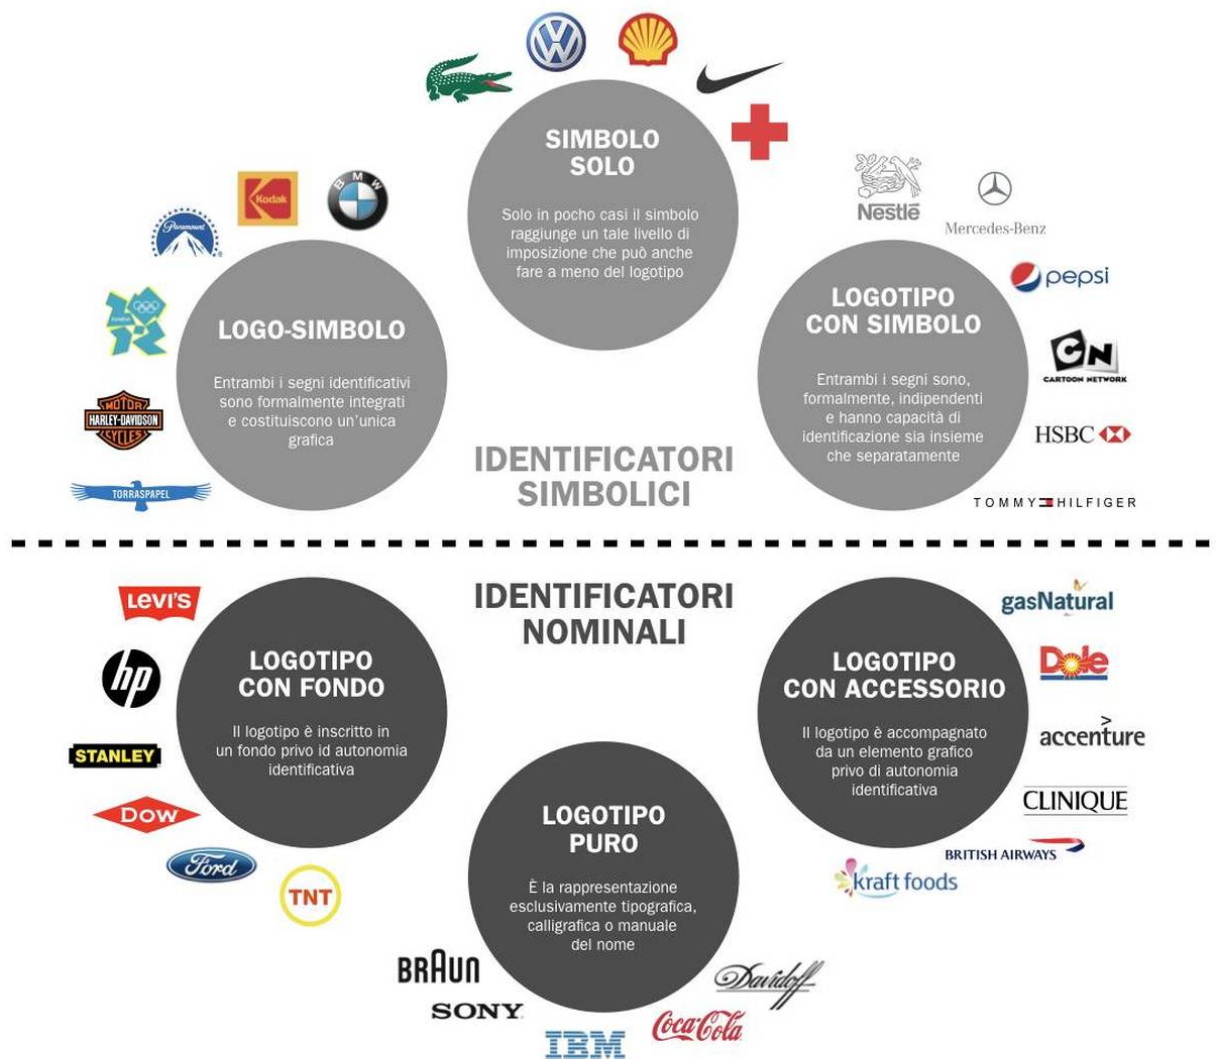 SIMBOLO
SOLO
Solo in pocho casi il simbolo
raggiunge un tale livello di
imposizione che può anche
fare a meno del logotipo
Kodak
BMW
Paramount
London
MOTOR
HARLEY-DAVIDSON
CYCLES
TORRASPAPEL
LOGO-SIMBOLO
Entrambi i segni identificativi
sono formalmente integrati
e costituiscono un'unica
grafica
Nestlé
Mercedes-Benz
pepsi
CN
CARTOON NETWORK
HSBC
TOMMY HILFIGER
LOGOTIPO
CON SIMBOLO
Entrambi i segni sono,
formalmente, indipendenti
e hanno capacità di
identificazione sia insieme
che separatamente
IDENTIFICATORI
SIMBOLICI
IDENTIFICATORI
NOMINALI
LEVI'S
hp
STANLEY
DOW
Ford
TNT
LOGOTIPO
CON FONDO
Il logotipo è inscritto in
un fondo privo id autonomia
identificativa
gasNatural
Dole
accenture
CLINIQUE
BRITISH AIRWAYS
kraft foods
LOGOTIPO
CON ACCESSORIO
Il logotipo è accompagnato
da un elemento grafico
privo di autonomia
identificativa
LOGOTIPO
PURO
È la rappresentazione
esclusivamente tipografica,
calligrafica o manuale
del nome
BRAUN
SONY
IBM
Coca-Cola
Davidoff
VW